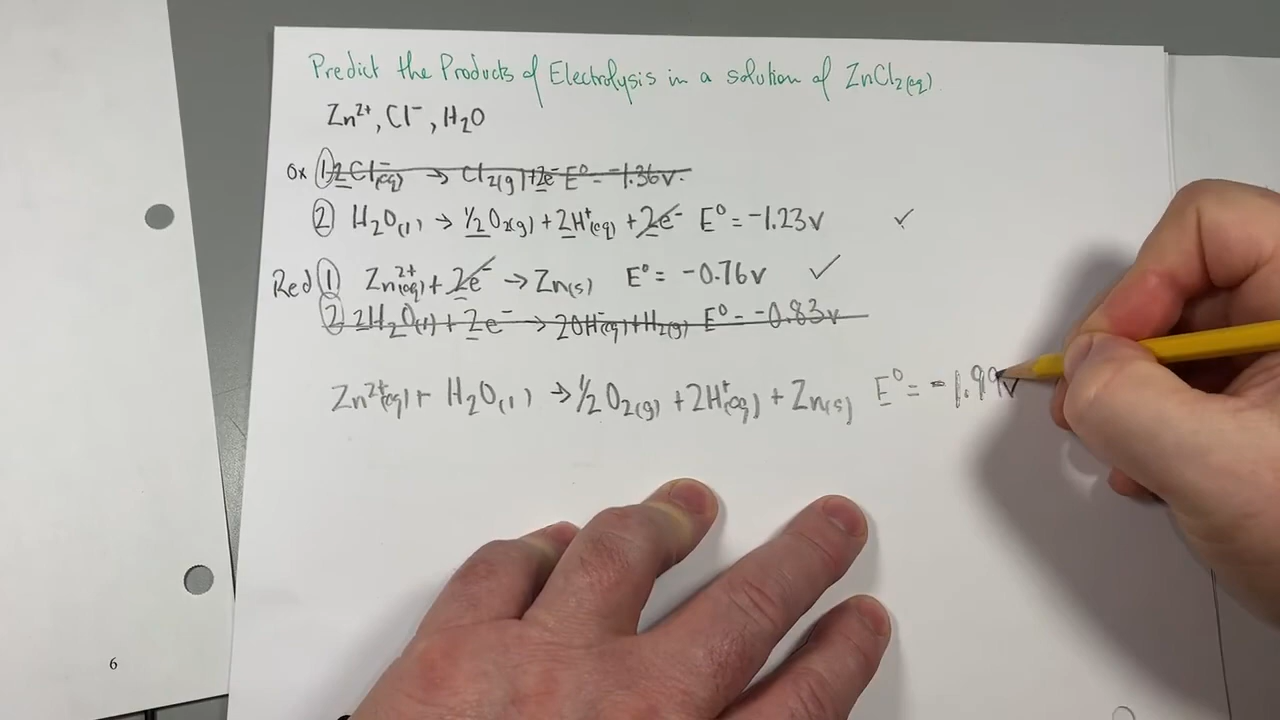 Predict the Products of Electrolysis in a solution of ZnCl₂(aq)
Zn²⁺, Cl⁻, H₂O
Ox ① 2Cl⁻(aq) → Cl₂(g) + 2e⁻ E° = -1.36v.
② H₂O(l) → ½O₂(g) + 2H⁺(aq) + 2e⁻ E° = -1.23v ✓
Red ① Zn²⁺(aq) + 2e⁻ → Zn(s) E° = -0.76v ✓
② 2H₂O(l) + 2e⁻ → 2OH⁻(aq) + H₂(g) E° = -0.83v
Zn²⁺(aq) + H₂O(l) → ½O₂(g) + 2H⁺(aq) + Zn(s) E° = -1.99v
6